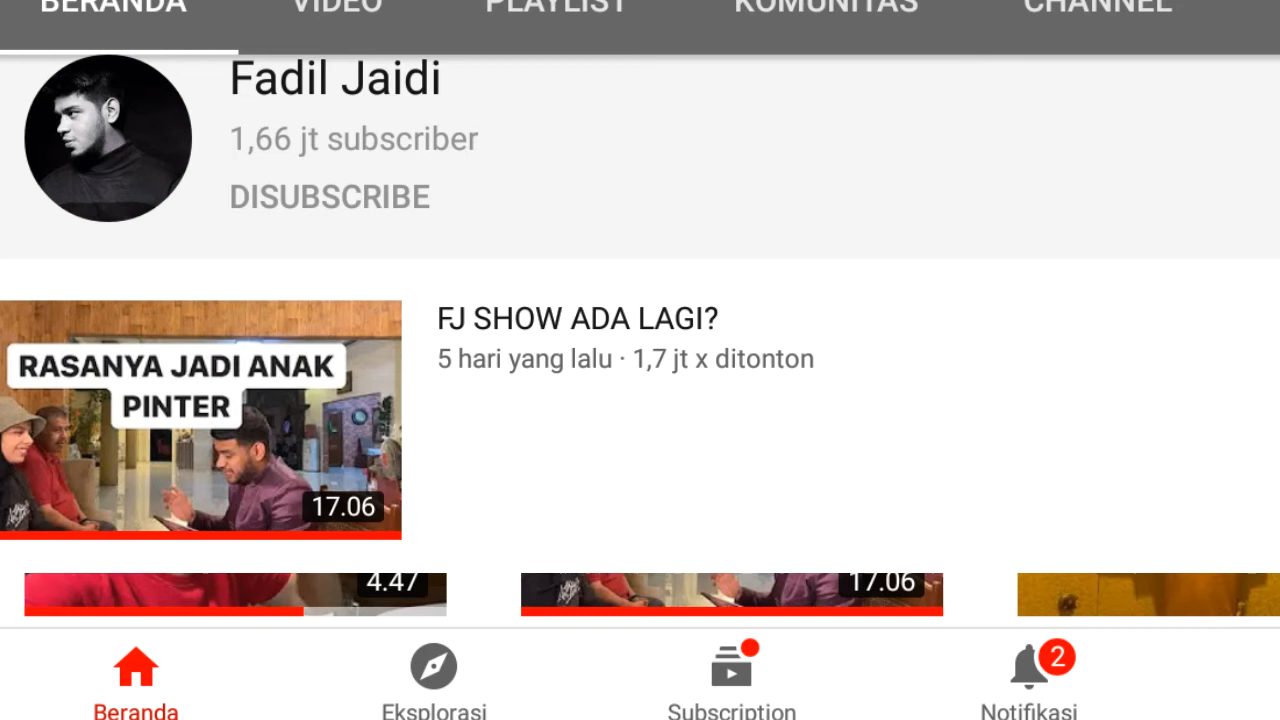 BERANDA VIDEO PLAYLIST KOMUNITAS CHANNEL
Fadil Jaidi
1,66 jt subscriber
DISUBSCRIBE
RASANYA JADI ANAK
PINTER
17.06
FJ SHOW ADA LAGI?
5 hari yang lalu · 1,7 jt x ditonton
4.47
17.06
2
Beranda Eksplorasi Subscription Notifikasi